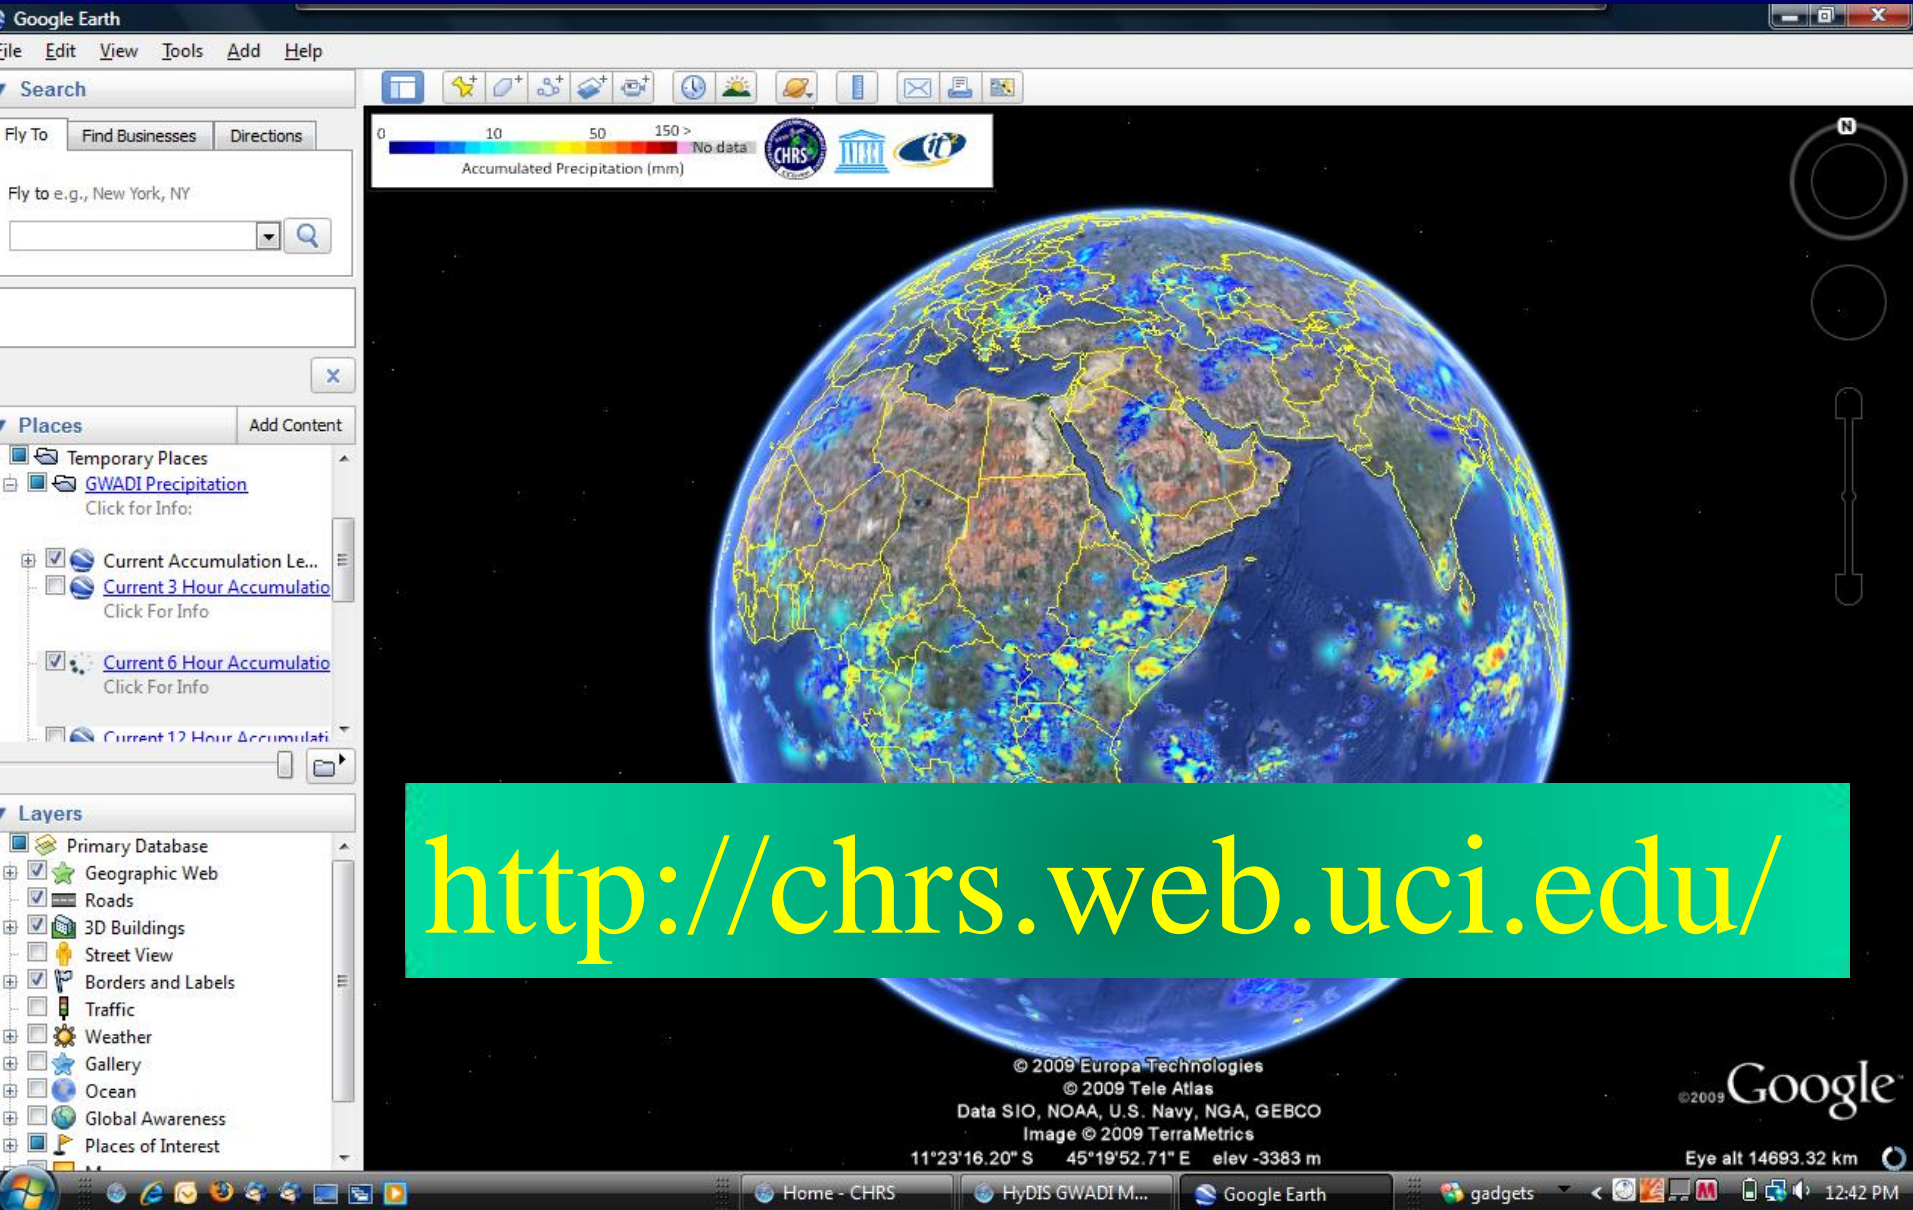 Google Earth
File Edit View Tools Add Help
Search
Fly To Find Businesses Directions
Fly to e.g., New York, NY
0 10 50 150 > No data
Accumulated Precipitation (mm)
CHRS
it²
N
Places Add Content
Temporary Places
GWADI Precipitation
Click for Info:
Current Accumulation Le...
Current 3 Hour Accumulatio
Click For Info
Current 6 Hour Accumulatio
Click For Info
Current 12 Hour Accumulati
Layers
Primary Database
Geographic Web
Roads
3D Buildings
Street View
Borders and Labels
Traffic
Weather
Gallery
Ocean
Global Awareness
Places of Interest
http://chrs.web.uci.edu/
© 2009 Europa Technologies
© 2009 Tele Atlas
Data SIO, NOAA, U.S. Navy, NGA, GEBCO
Image © 2009 TerraMetrics
11°23'16.20" S 45°19'52.71" E elev -3383 m
©2009 Google
Eye alt 14693.32 km
Home - CHRS HyDIS GWADI M... Google Earth gadgets 12:42 PM